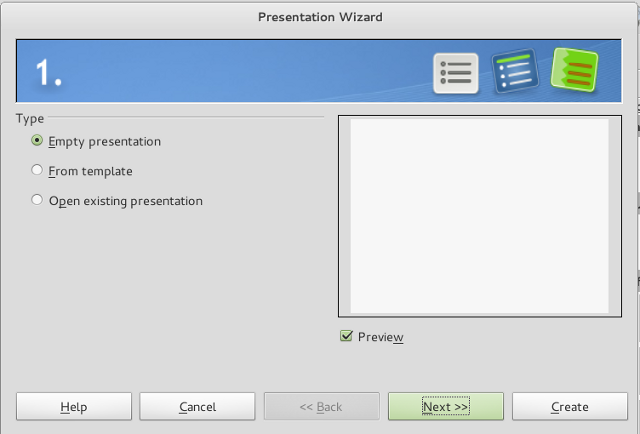 Presentation Wizard
1.
Type
Empty presentation
From template
Open existing presentation
Preview
Help
Cancel
<< Back
Next >>
Create